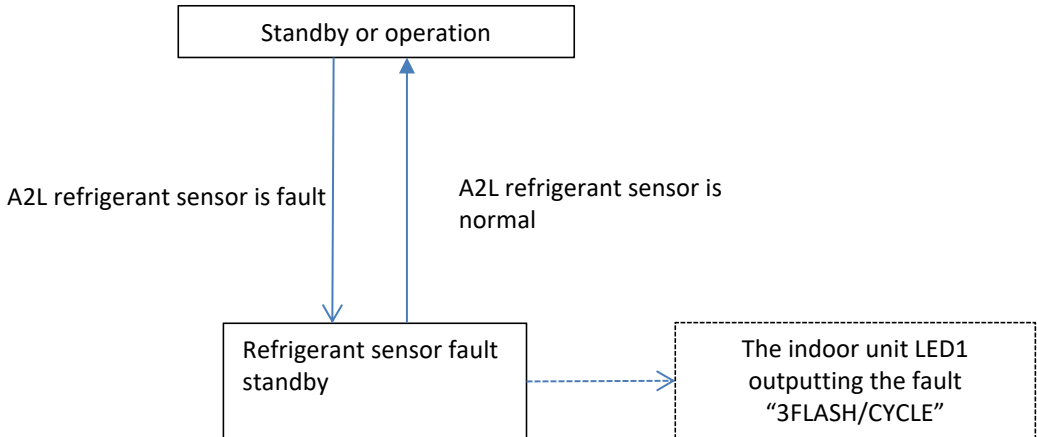 Standby or operation
A2L refrigerant sensor is fault
A2L refrigerant sensor is
normal
Refrigerant sensor fault
standby
The indoor unit LED1
outputting the fault
“3FLASH/CYCLE”